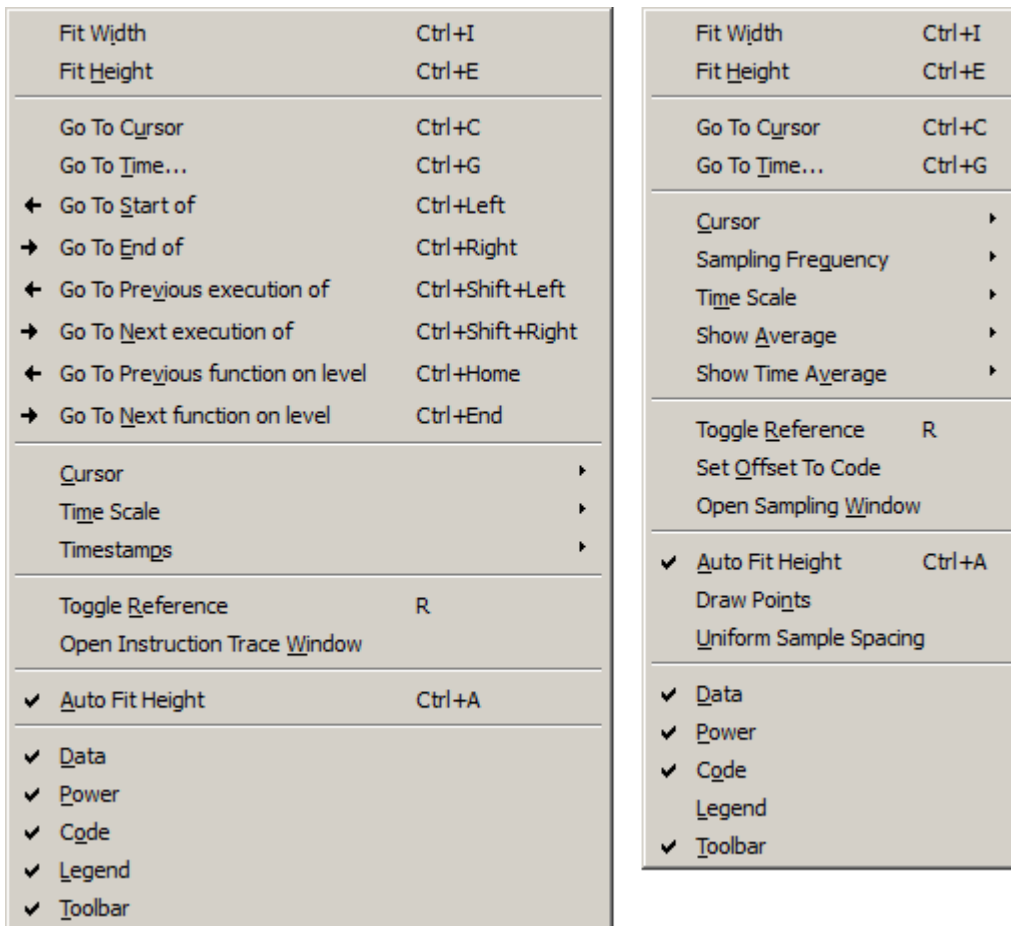 Fit Width Ctrl+I
Fit Height Ctrl+E
Go To Cursor Ctrl+C
Go To Time... Ctrl+G
Go To Start of Ctrl+Left
Go To End of Ctrl+Right
Go To Previous execution of Ctrl+Shift+Left
Go To Next execution of Ctrl+Shift+Right
Go To Previous function on level Ctrl+Home
Go To Next function on level Ctrl+End
Cursor
Time Scale
Timestamps
Toggle Reference R
Open Instruction Trace Window
Auto Fit Height Ctrl+A
Data
Power
Code
Legend
Toolbar
Fit Width Ctrl+I
Fit Height Ctrl+E
Go To Cursor Ctrl+C
Go To Time... Ctrl+G
Cursor
Sampling Freguency
Time Scale
Show Average
Show Time Average
Toggle Reference R
Set Offset To Code
Open Sampling Window
Auto Fit Height Ctrl+A
Draw Points
Uniform Sample Spacing
Data
Power
Code
Legend
Toolbar